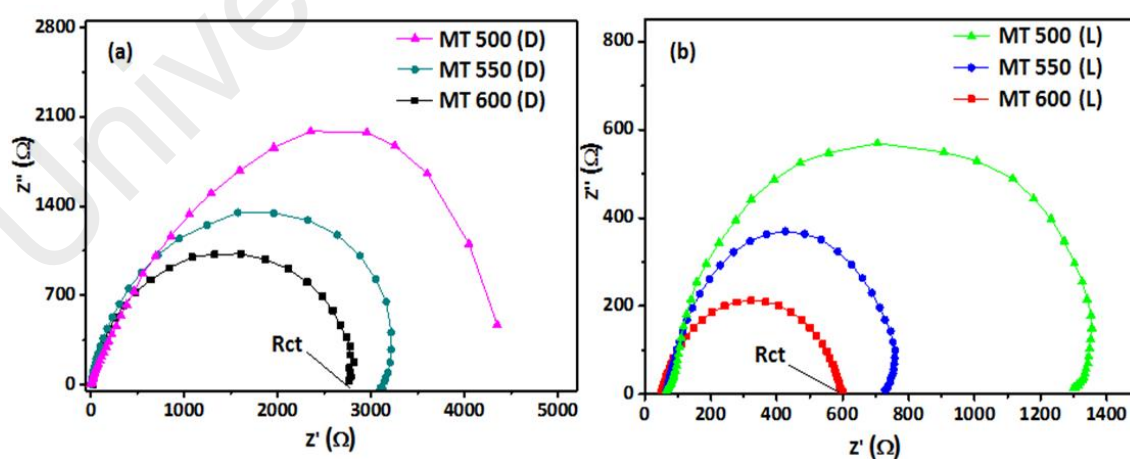 Unive
(a)
MT 500 (D)
MT 550 (D)
MT 600 (D)
2800
2100
1400
700
0
Z'' (Ω)
Rct
0 1000 2000 3000 4000 5000
Z' (Ω)
(b)
MT 500 (L)
MT 550 (L)
MT 600 (L)
800
600
400
200
0
Z'' (Ω)
Rct
0 200 400 600 800 1000 1200 1400
Z' (Ω)